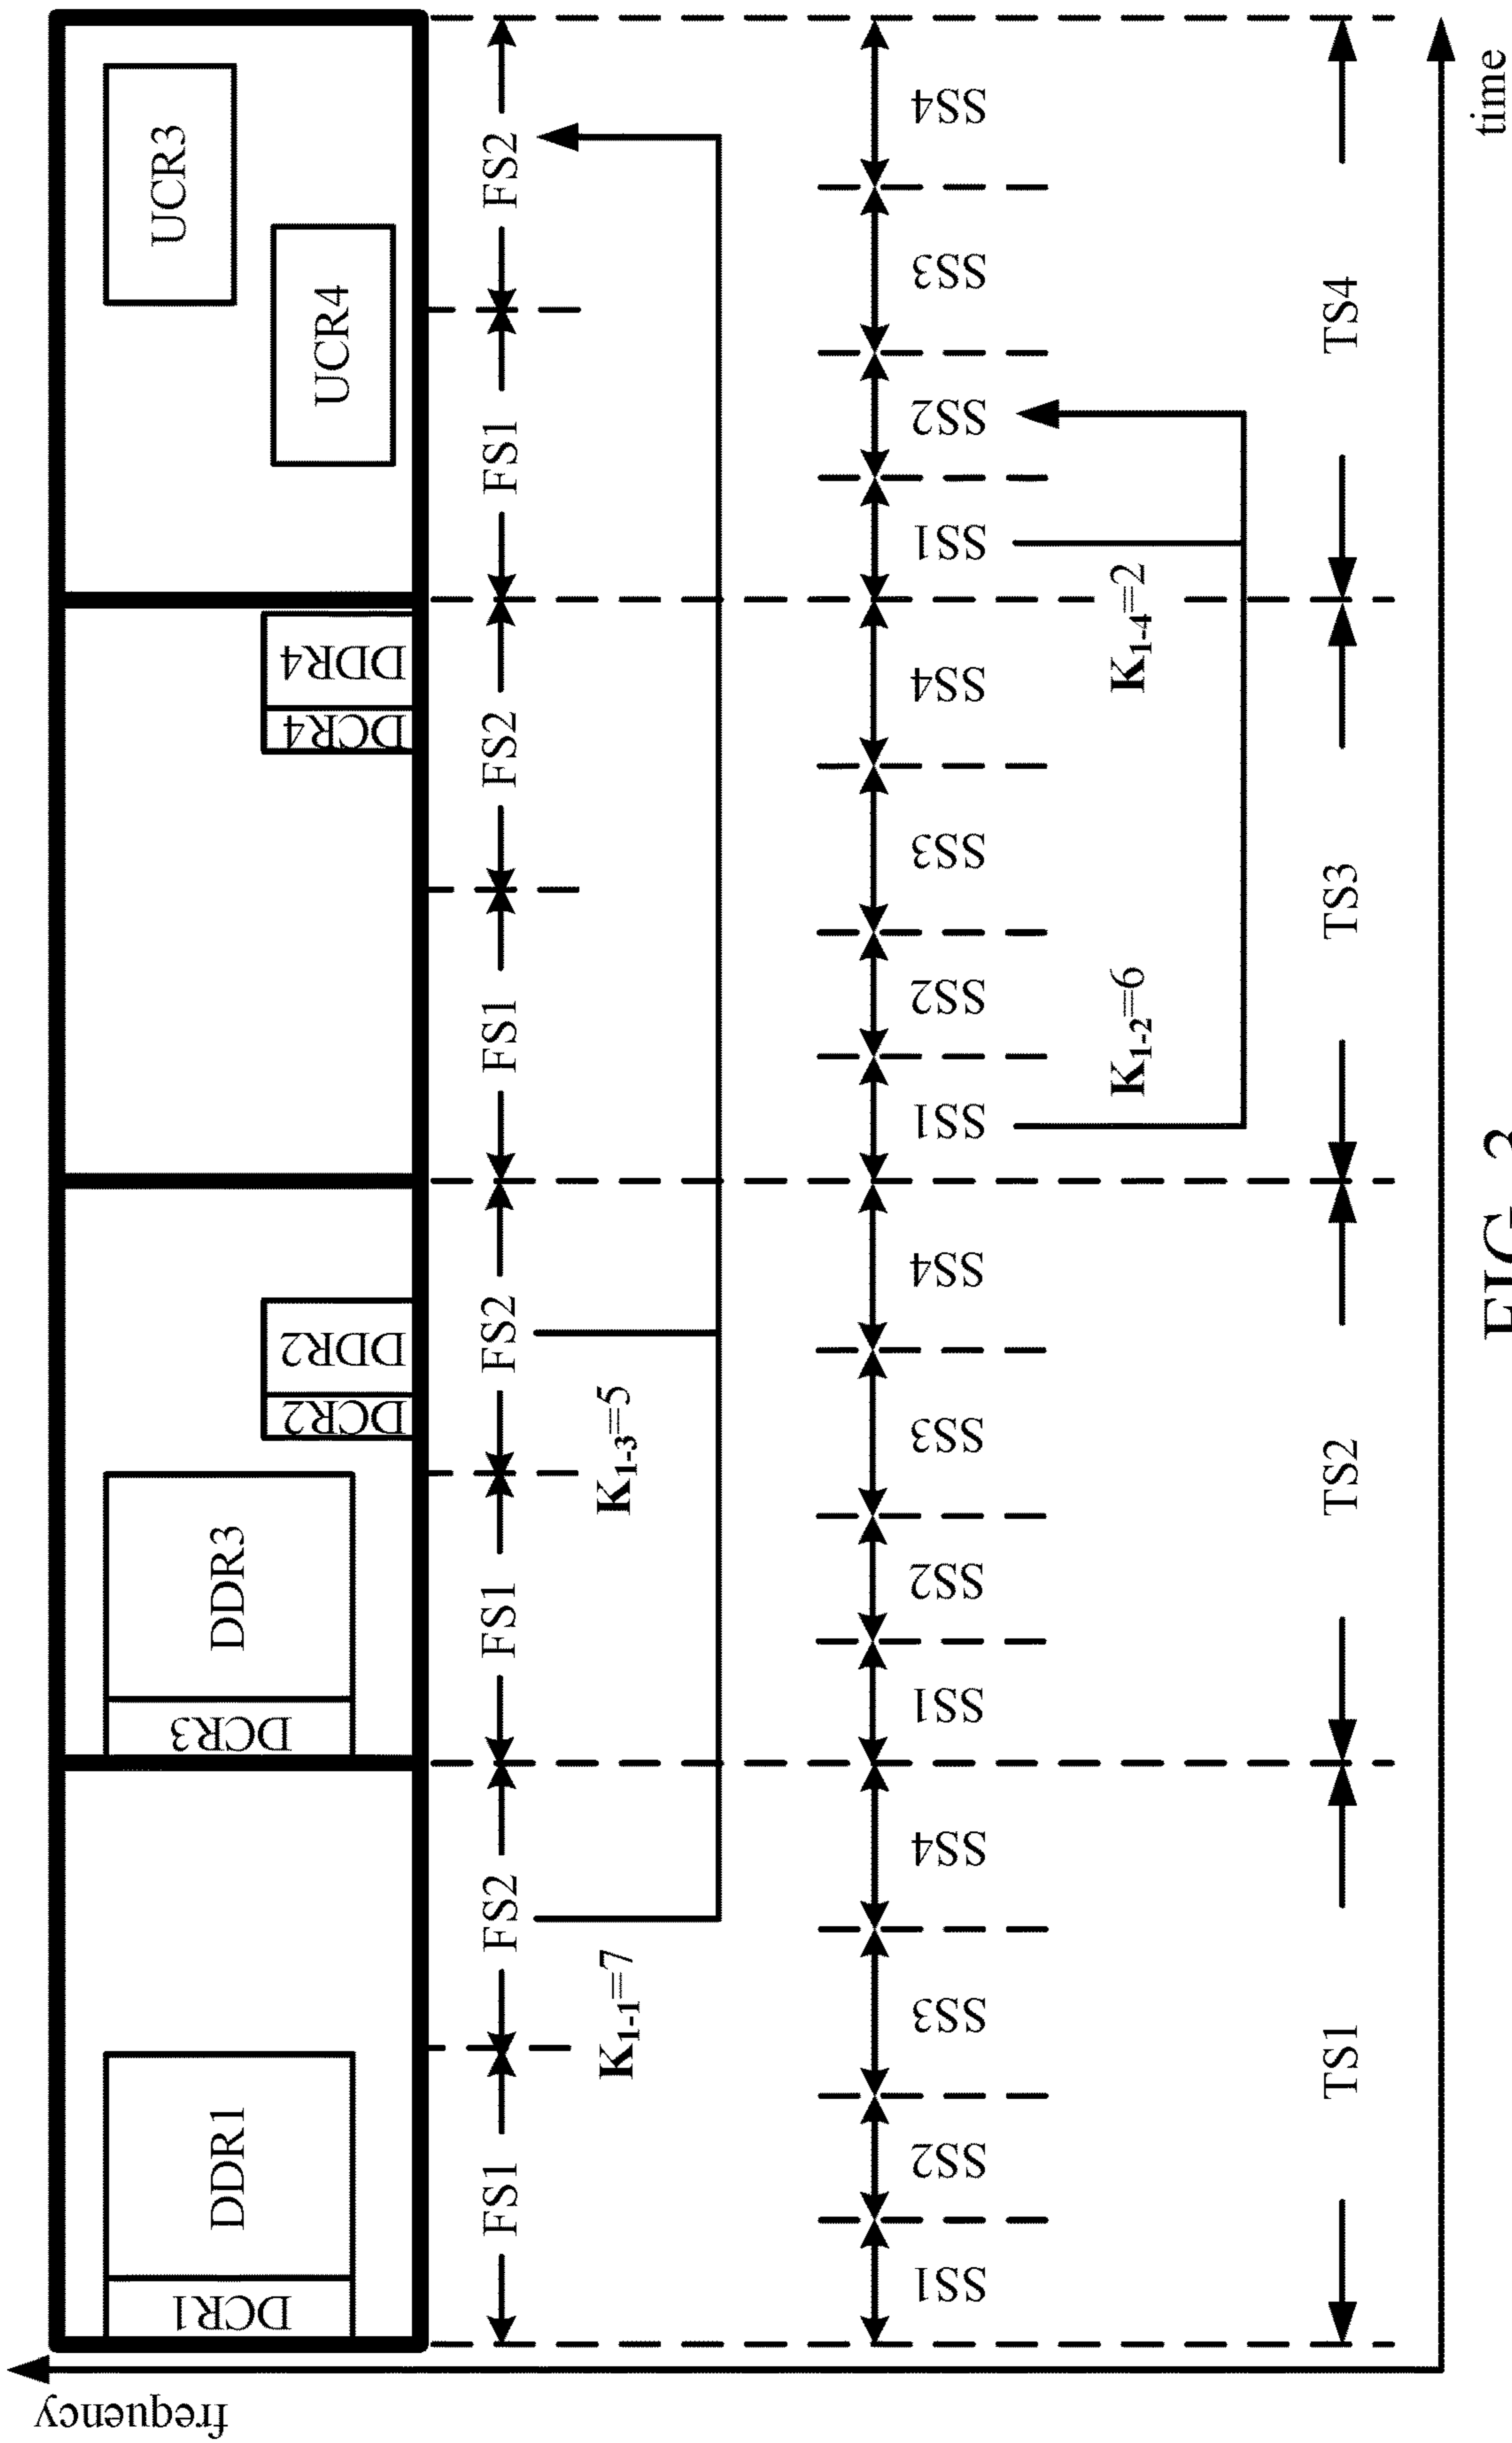 frequency
DCR1
DDR1
DCR3
DDR3
DCR2
DDR2
DCR4
DDR4
UCR4
UCR3
FS1
FS2
FS1
FS2
FS1
FS2
FS1
FS2
K1-1=7
K1-3=5
SS1
SS2
SS3
SS4
SS1
SS2
SS3
SS4
SS1
SS2
SS3
SS4
SS1
SS2
SS3
SS4
K1-2=6
K1-4=2
TS1
TS2
TS3
TS4
time